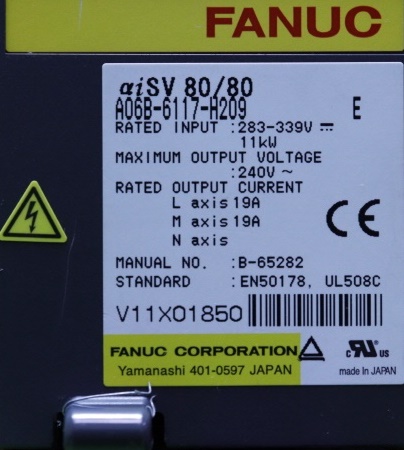 FANUC
αiSV 80/80
A06B-6117-H209 E
RATED INPUT :283-339V ⎓
11kW
MAXIMUM OUTPUT VOLTAGE
:240V ~
RATED OUTPUT CURRENT
L axis 19A
M axis 19A
N axis
CE
MANUAL NO. :B-65282
STANDARD :EN50178, UL508C
V11X01850
FANUC CORPORATION
Yamanashi 401-0597 JAPAN
c RU us
made in JAPAN